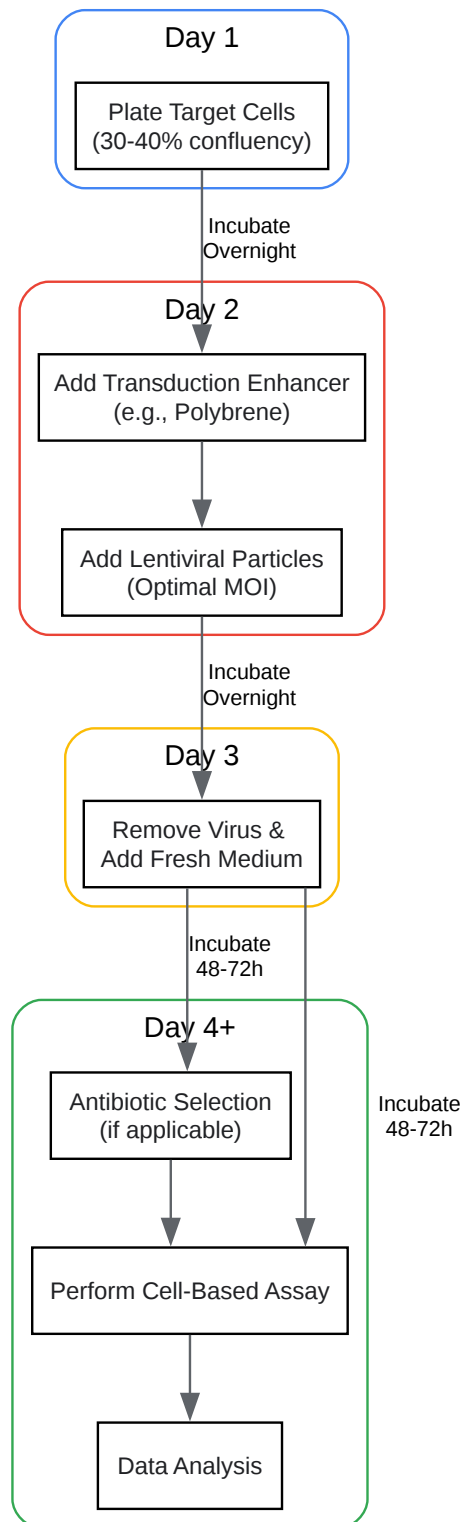 Day 1
Plate Target Cells
(30-40% confluency)
Incubate
Overnight
Day 2
Add Transduction Enhancer
(e.g., Polybrene)
Add Lentiviral Particles
(Optimal MOI)
Incubate
Overnight
Day 3
Remove Virus &
Add Fresh Medium
Incubate
48-72h
Day 4+
Antibiotic Selection
(if applicable)
Incubate
48-72h
Perform Cell-Based Assay
Data Analysis